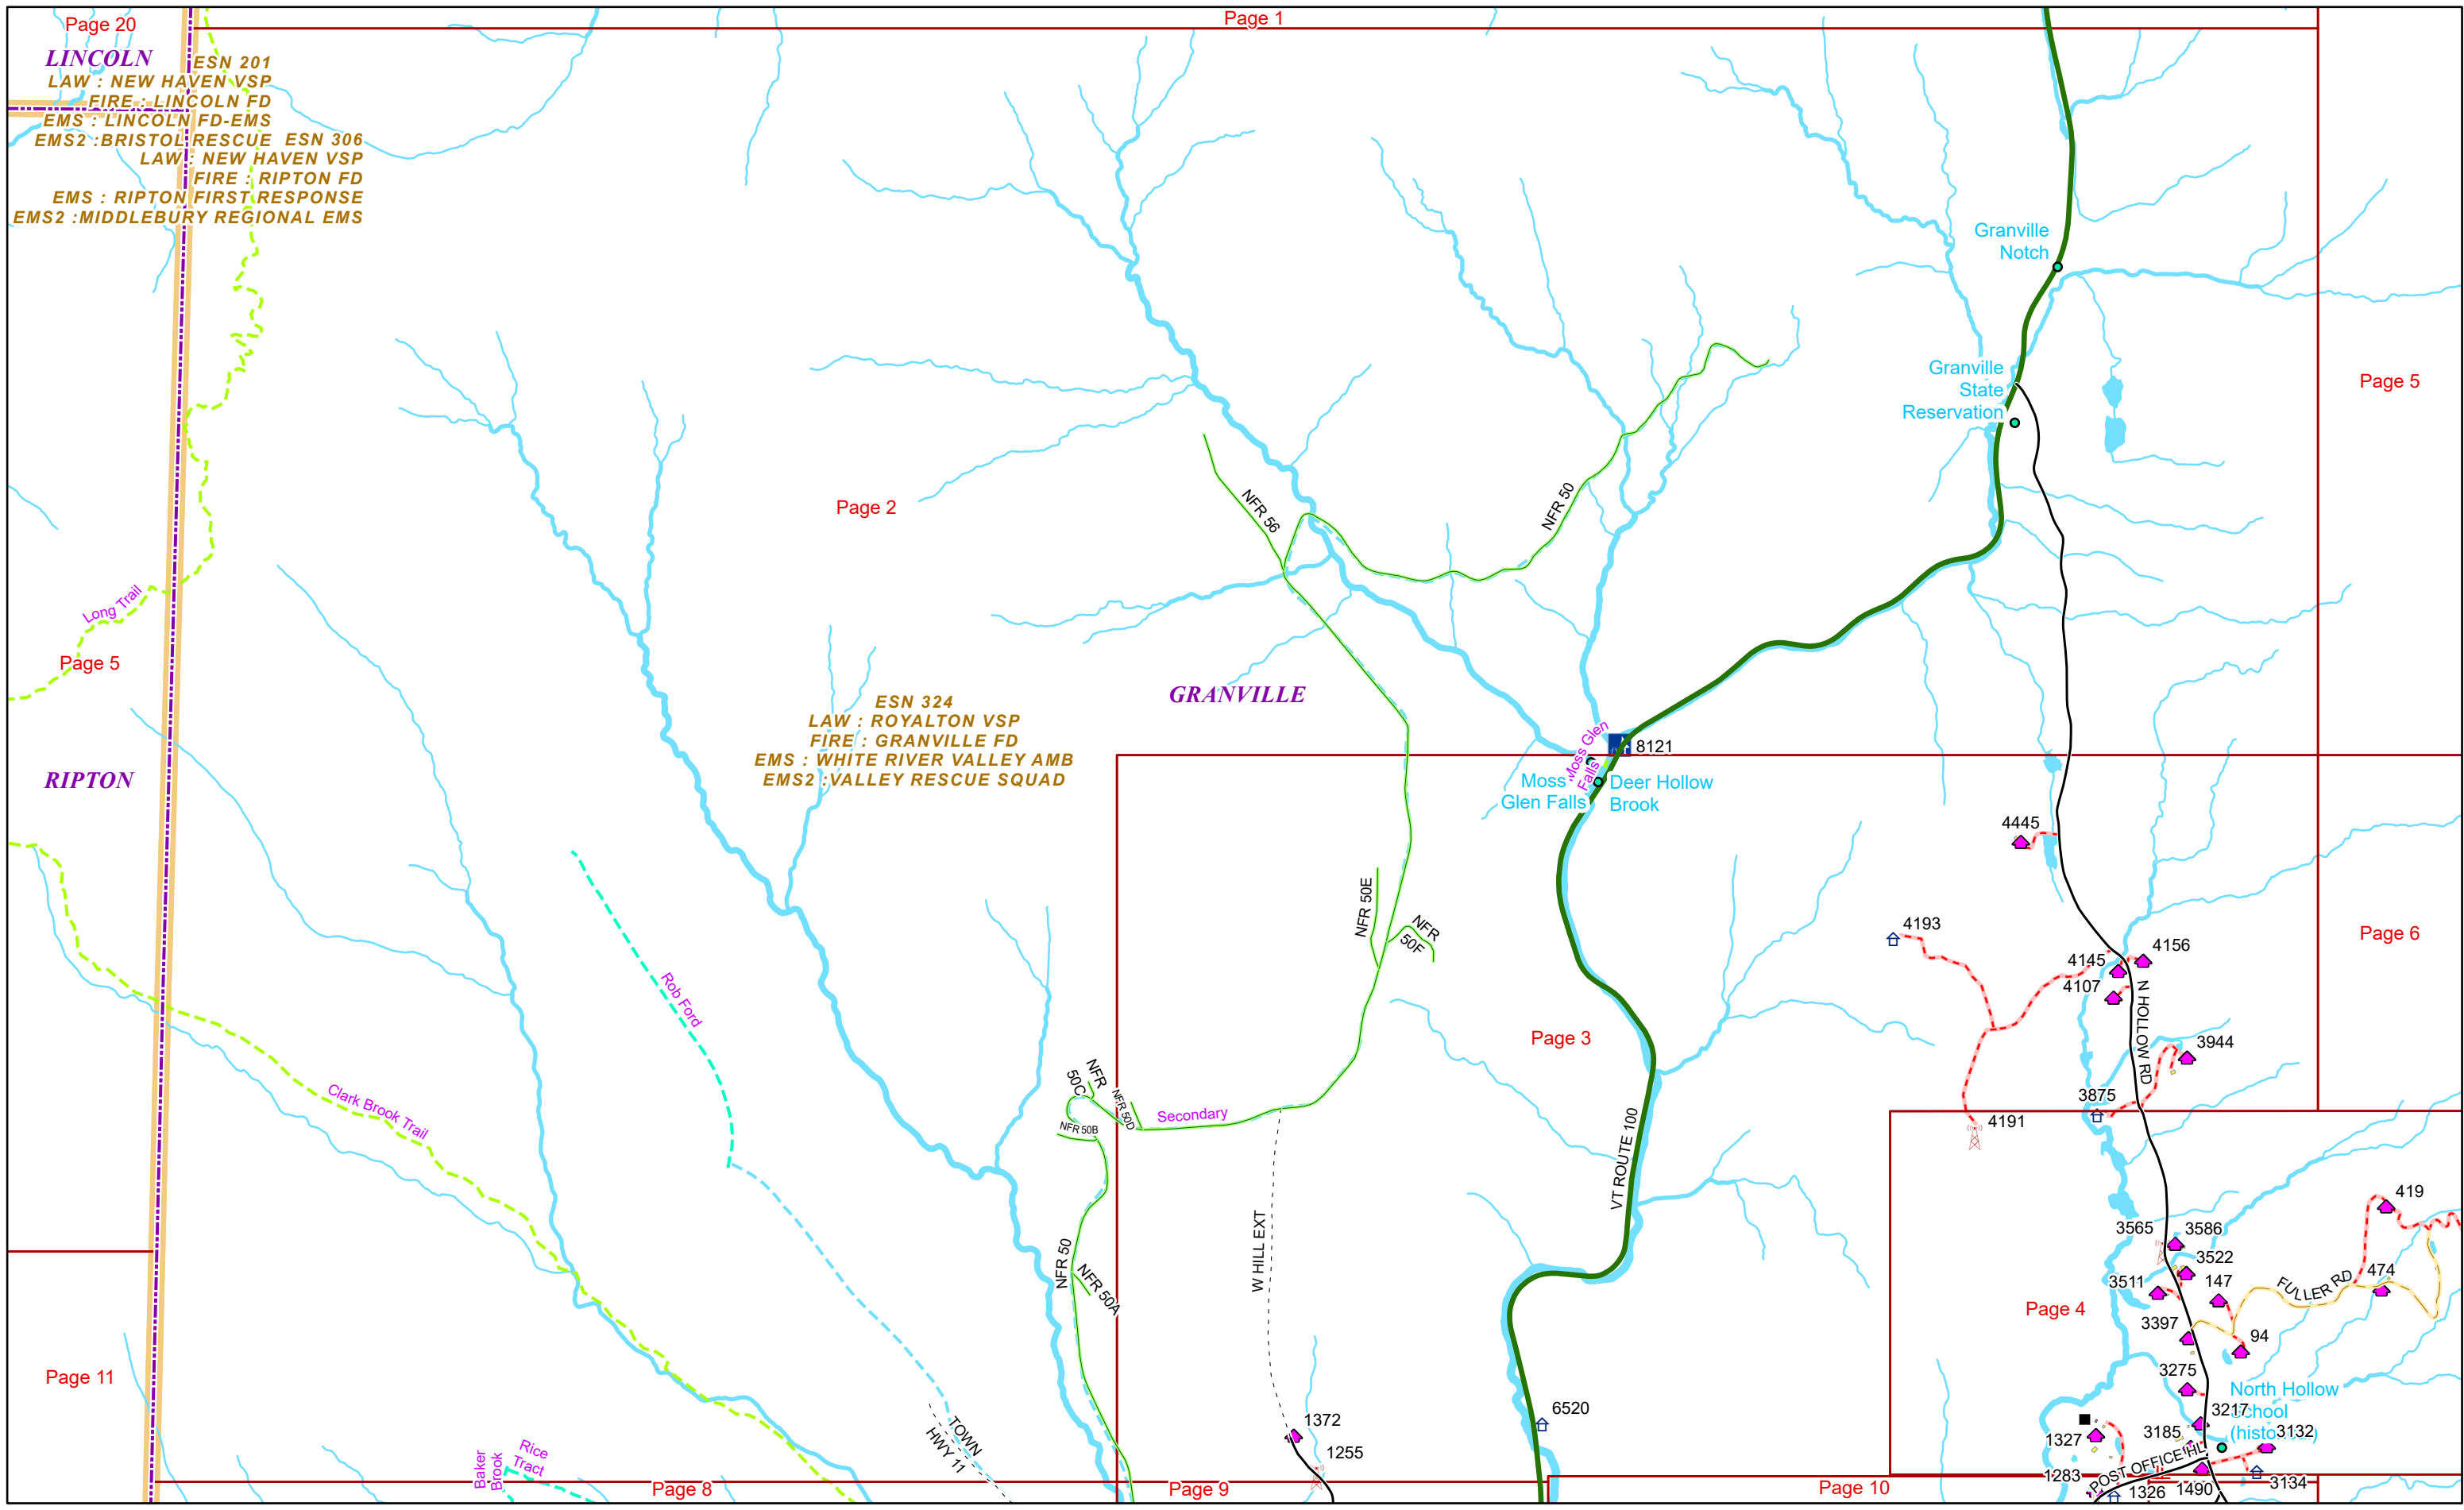 Page 20
Page 1
LINCOLN
ESN 201
LAW : NEW HAVEN VSP
FIRE : LINCOLN FD
EMS : LINCOLN FD-EMS
EMS2 :BRISTOL RESCUE
ESN 306
LAW : NEW HAVEN VSP
FIRE : RIPTON FD
EMS : RIPTON FIRST RESPONSE
EMS2 :MIDDLEBURY REGIONAL EMS
Granville
Notch
Granville
State
Reservation
Page 5
Page 2
NFR 56
NFR 50
Long Trail
Page 5
GRANVILLE
ESN 324
LAW : ROYALTON VSP
FIRE : GRANVILLE FD
EMS : WHITE RIVER VALLEY AMB
EMS2 :VALLEY RESCUE SQUAD
RIPTON
Moss Glen
Falls
8121
Moss
Glen Falls
Deer Hollow
Brook
4445
NFR 50E
NFR
50F
4193
4156
4145
4107
Page 6
N HOLLOW RD
Rob Ford
Page 3
3944
3875
NFR
50C
NFR 50D
NFR 50B
Secondary
Clark Brook Trail
VT ROUTE 100
4191
419
3565
3586
3522
3511
147
474
FULLER RD
W HILL EXT
NFR 50
NFR 50A
Page 4
3397
94
3275
Page 11
North Hollow
School
(historical)
3217
3185
3132
6520
1372
1255
1327
TOWN
HWY 11
Baker
Brook
Rice
Tract
1283
POST OFFICE HL
3134
1326
1490
Page 8
Page 9
Page 10